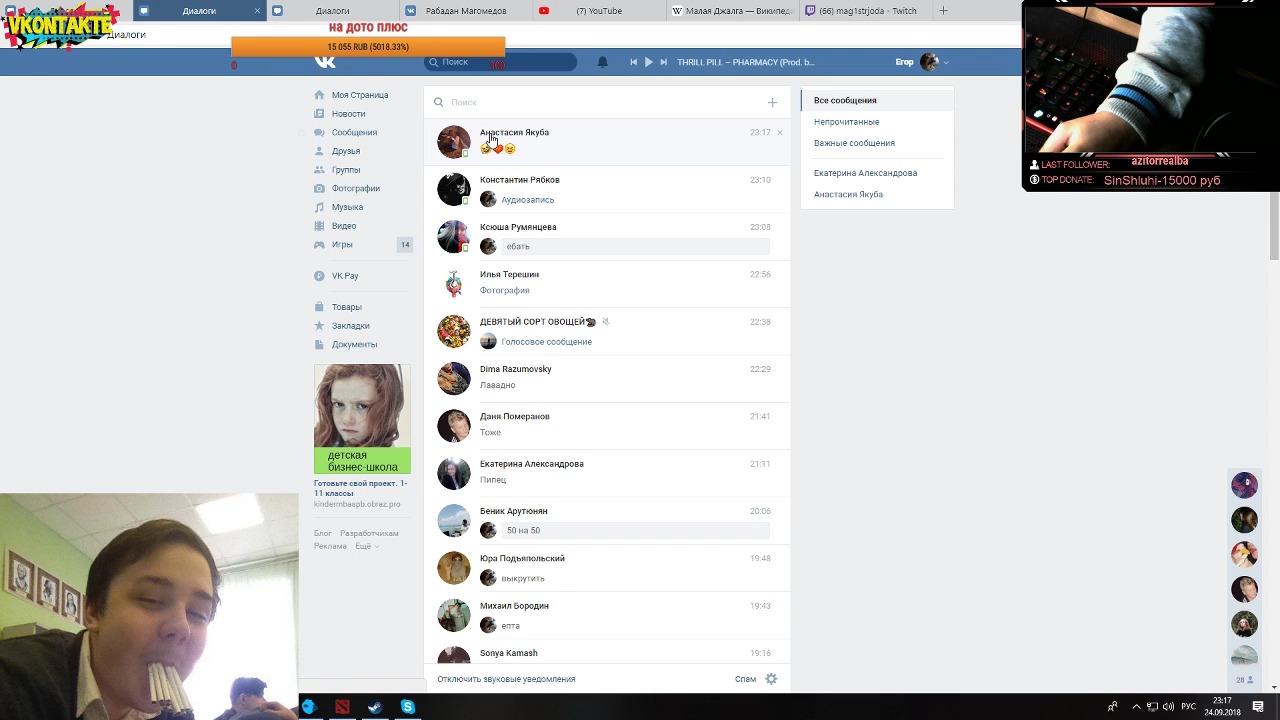 VKONTAKTE
Диалоги
Диалоги
Диалоги
Рабадан Магомедов
(7) YouTube
YouTube
Малая Джалга — википе
(66) dr1strjoda - Twitch
на дото плюс
15 055 RUB (5018.33%)
0
Поиск
THRILL PILL – PHARMACY (Prod. b...
Егор
Моя Страница
Новости
Сообщения
Друзья
Группы
Фотографии
Музыка
Видео
Игры
14
VK Pay
Товары
Закладки
Документы
детская
бизнес-школа
Готовьте свой проект. 1-
11 классы
kindermbaspb.obraz.pro
Блог Разработчикам
Реклама Ещё
Поиск
Анастасия Якуба
23:17
Константин Рябков
23:10
Аудиозапись
Ксюша Румянцева
23:08
ебать
Илья Терешин
22:56
Фотография
ДЕВЯТЫЙ СОРТ ОВОЩЕЙ
22:38
Голосовое сообщение
Dima Razumovsky
22:29
Лааадно
Даня Померанов
21:41
Тоже
Екатерина Александрова
21:11
Пипец
Беник Арутюнян
20:06
50 на 50
Юра Подъяпольский
19:48
выкрутить
Михаил Бородин
19:43
епта
Sonya Kamash
19:16
Отключить звуковые уведомления
Спам
Все сообщения
Непрочитанные
Важные сообщения
Екатерина Александрова
Анастасия Якуба
LAST FOLLOWER: azitorrealba
TOP DONATE: SinShluhi-15000 руб
28
РУС
23:17
24.09.2018